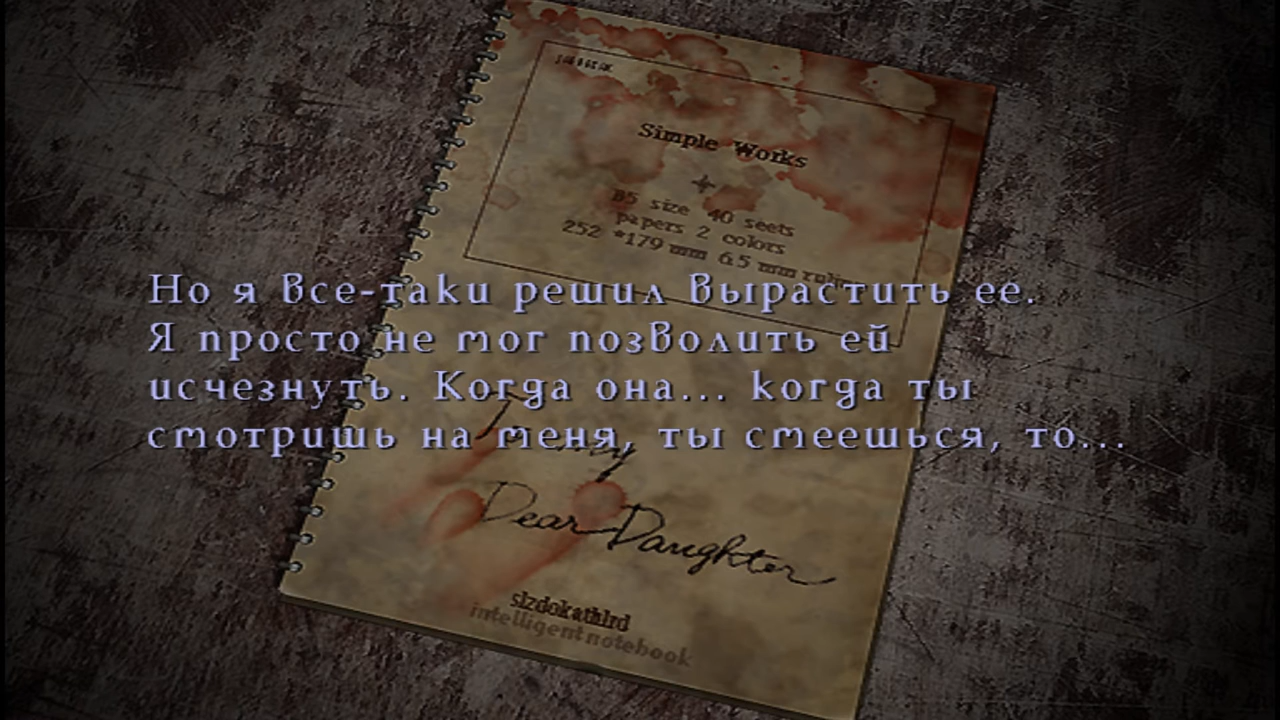 Simple Works
B5 size 40 seets
papers 2 colors
252 *179 mm 6.5 mm
Но я все-таки решил вырастить ее.
Я просто не мог позволить ей
исчезнуть. Когда она... когда ты
смотришь на меня, ты смеешься, то...
my
Dear Daughter
slzdokathird
intelligent notebook